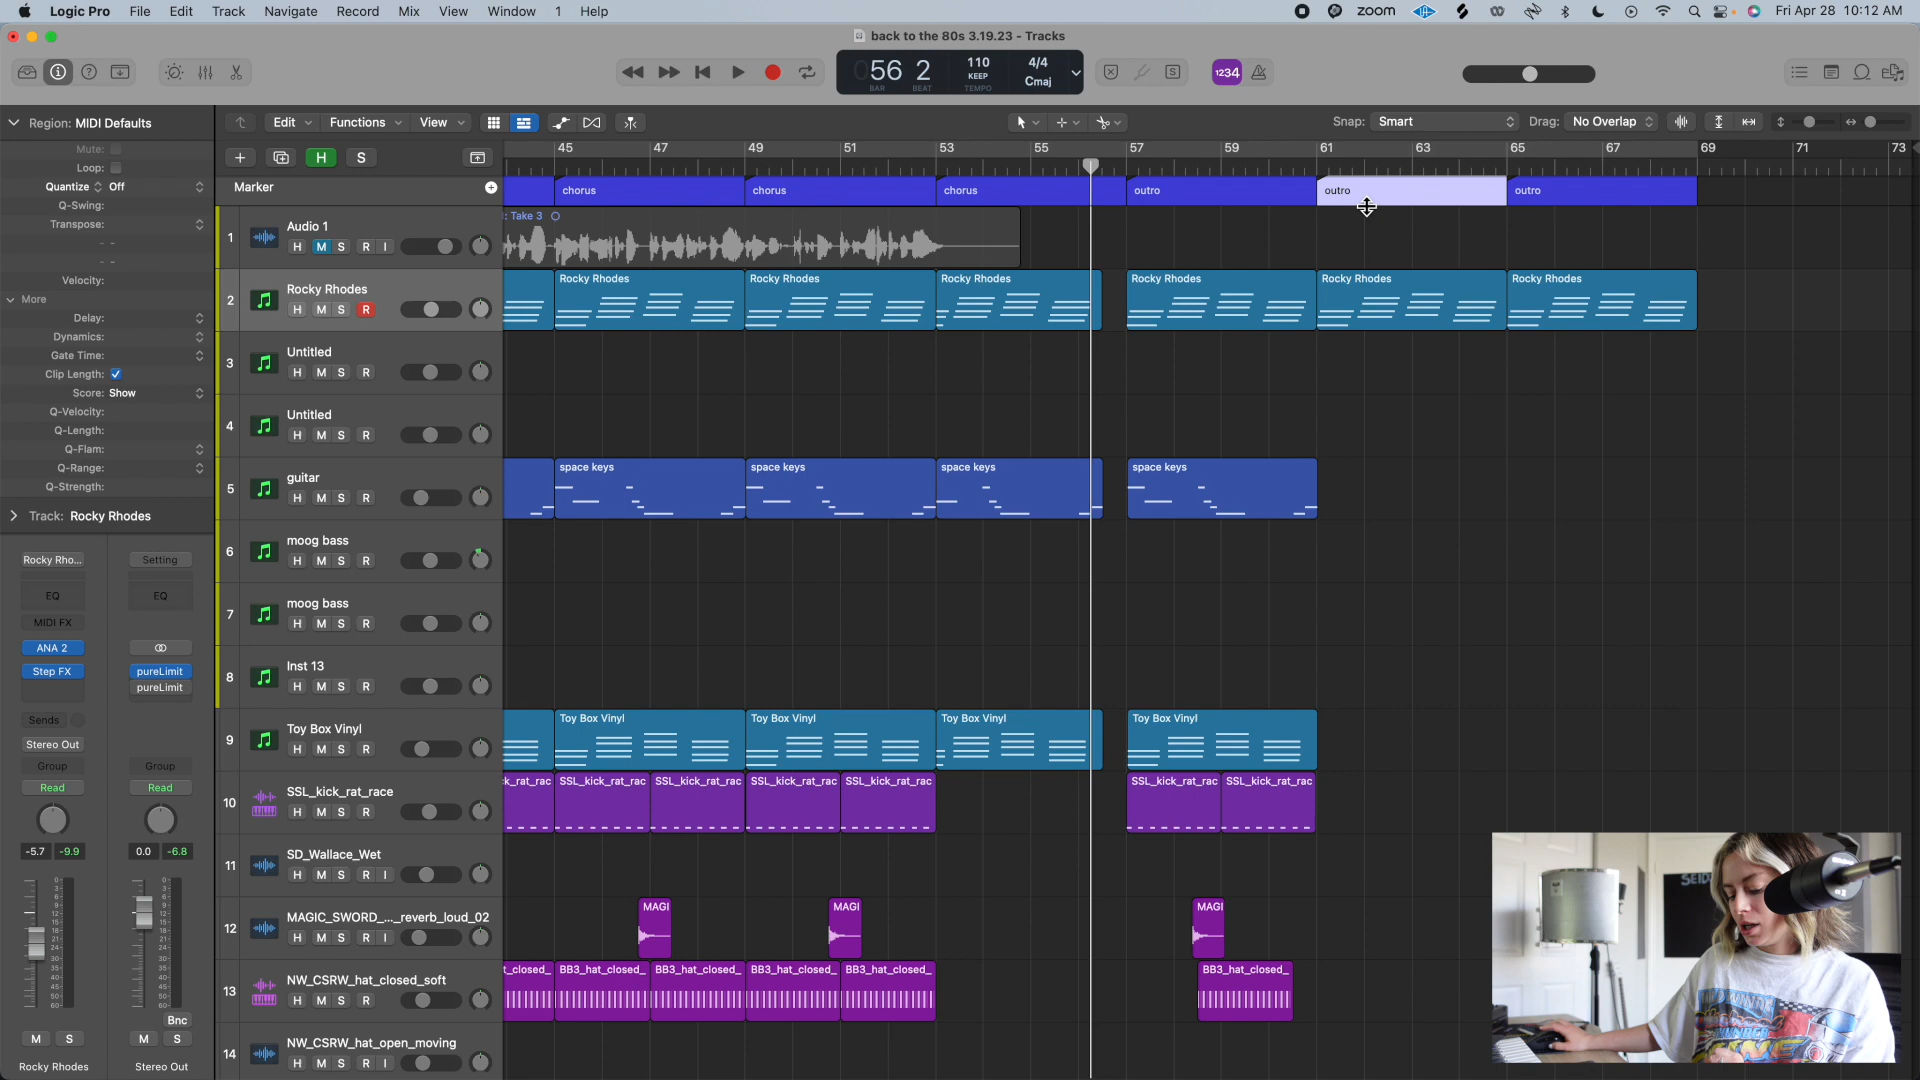 Logic Pro File Edit Track Navigate Record Mix View Window 1 Help
zoom Fri Apr 28 10:12 AM
back to the 80s 3.19.23 - Tracks
056 2 110 KEEP 4/4 Cmaj
BAR BEAT TEMPO
1234
S
Region: MIDI Defaults
Edit Functions View
Snap: Smart Drag: No Overlap
Mute:
Loop:
Quantize Off
Q-Swing:
Transpose:
Velocity:
More
Delay:
Dynamics:
Gate Time:
Clip Length:
Score: Show
Q-Velocity:
Q-Length:
Q-Flam:
Q-Range:
Q-Strength:
Track: Rocky Rhodes
Rocky Rho... Setting
EQ EQ
MIDI FX
ANA 2
Step FX pureLimit
pureLimit
Sends
Stereo Out
Group Group
Read Read
-5.7 -9.9 0.0 -6.8
Bnc
M S M S
Rocky Rhodes Stereo Out
H S
45 47 49 51 53 55 57 59 61 63 65 67 69 71 73
Marker
chorus chorus chorus outro outro outro
1 Audio 1
H M S R I
: Take 3
2 Rocky Rhodes
H M S R
Rocky Rhodes Rocky Rhodes Rocky Rhodes Rocky Rhodes Rocky Rhodes Rocky Rhodes
3 Untitled
H M S R
4 Untitled
H M S R
5 guitar
H M S R
space keys space keys space keys space keys
6 moog bass
H M S R
7 moog bass
H M S R
8 Inst 13
H M S R
9 Toy Box Vinyl
H M S R
Toy Box Vinyl Toy Box Vinyl Toy Box Vinyl Toy Box Vinyl
10 SSL_kick_rat_race
H M S R
k_rat_rac SSL_kick_rat_rac SSL_kick_rat_rac SSL_kick_rat_rac SSL_kick_rat_rac SSL_kick_rat_rac SSL_kick_rat_rac
11 SD_Wallace_Wet
H M S R I
12 MAGIC_SWORD_..._reverb_loud_02
H M S R I
MAGI MAGI MAGI
13 NW_CSRW_hat_closed_soft
H M S R
t_closed_ BB3_hat_closed_ BB3_hat_closed_ BB3_hat_closed_ BB3_hat_closed_ BB3_hat_closed_
14 NW_CSRW_hat_open_moving
H M S R I